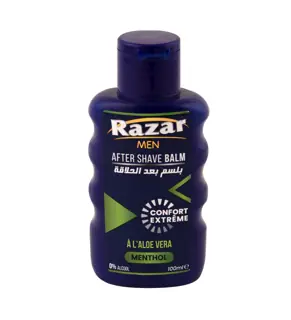 Razar
MEN
AFTER SHAVE BALM
بلسم بعد الحلاقة
CONFORT
EXTRÊME
À L'ALOE VERA
MENTHOL
0% ALCOOL
100ml e